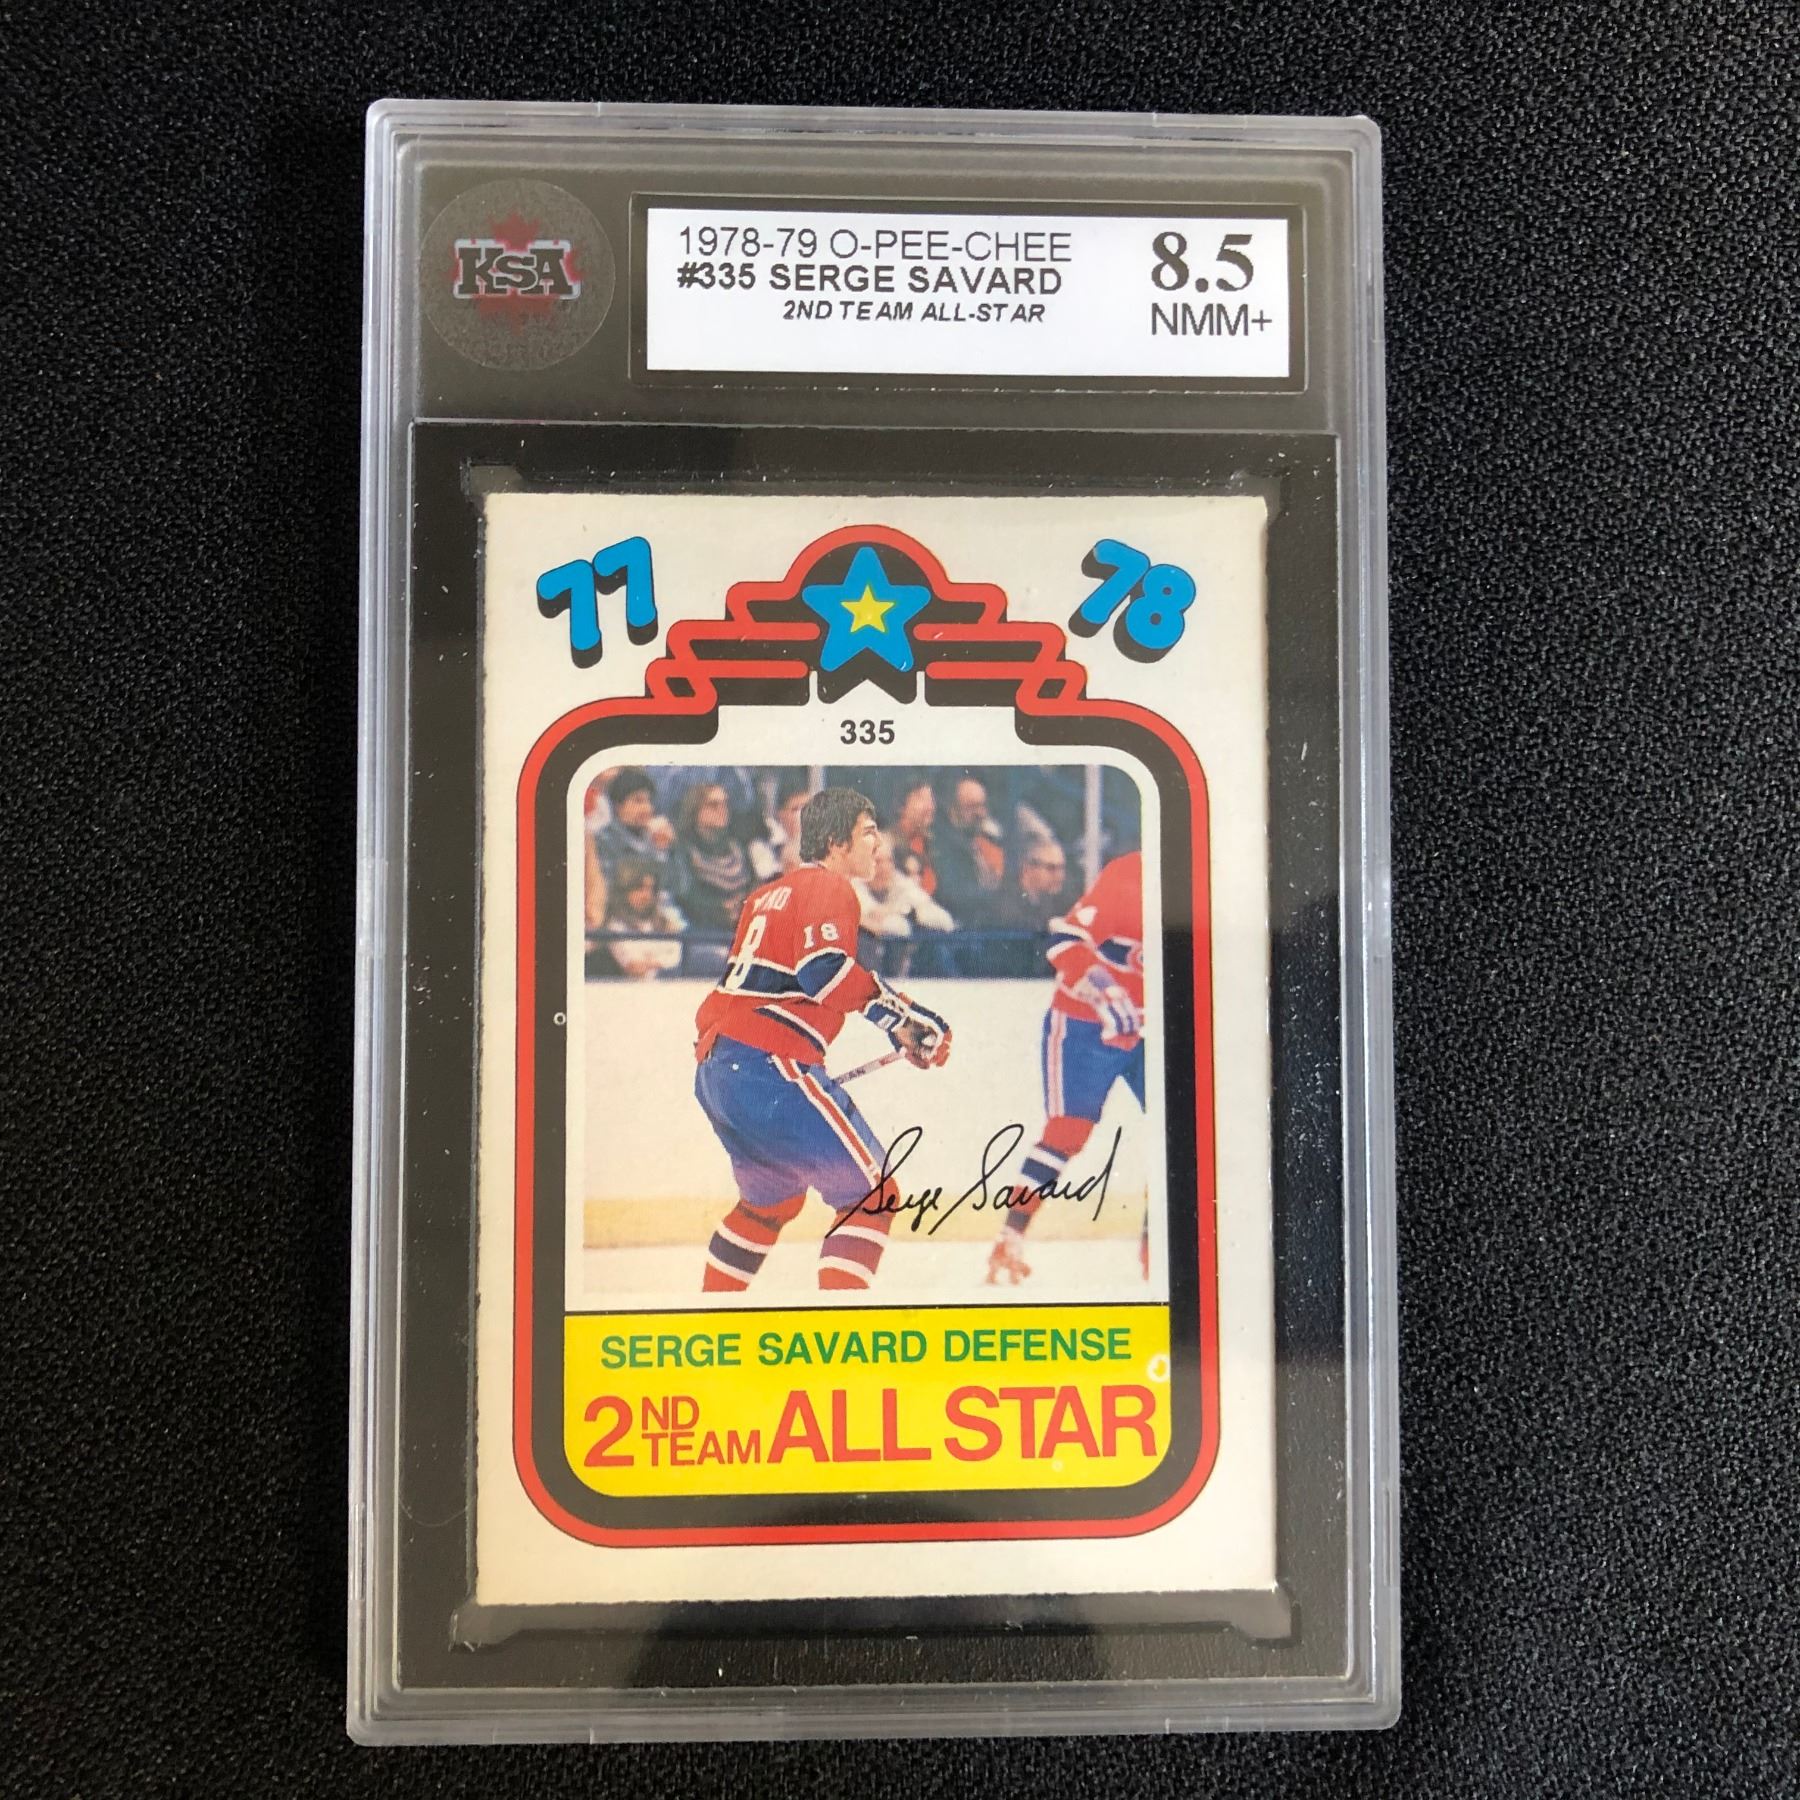 KSA
1978-79 O-PEE-CHEE
#335 SERGE SAVARD
2ND TEAM ALL-STAR
8.5
NMM+
77
78
335
18
8
Serge Savard
SERGE SAVARD DEFENSE
2ND TEAM ALL STAR